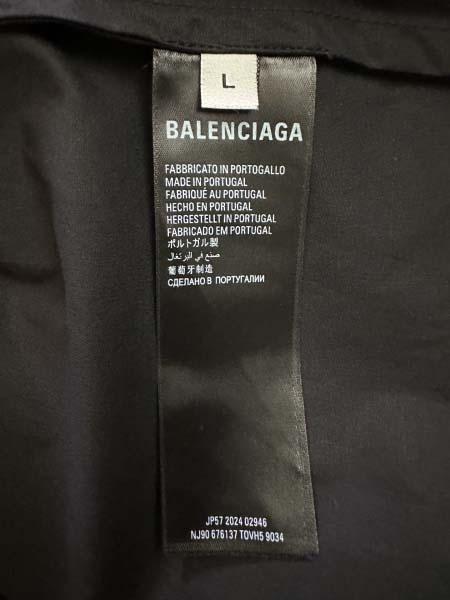 L
BALENCIAGA
FABBRICATO IN PORTOGALLO
MADE IN PORTUGAL
FABRIQUÉ AU PORTUGAL
HECHO EN PORTUGAL
HERGESTELLT IN PORTUGAL
FABRICADO EM PORTUGAL
ポルトガル製
صنع في البرتغال
葡萄牙制造
СДЕЛАНО В ПОРТУГАЛИИ
JP57 2024 02946
NJ90 676137 TOVH5 9034